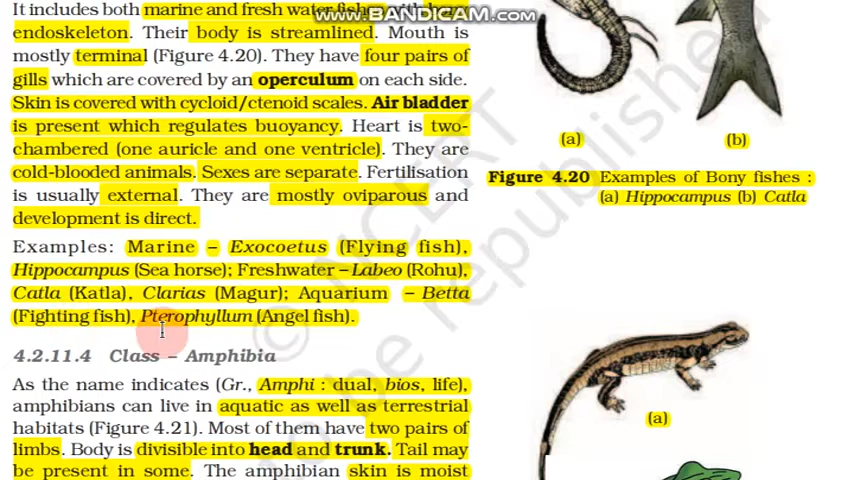 It includes both marine and fresh water fishes with bony
www.BANDICAM.com
endoskeleton. Their body is streamlined. Mouth is
mostly terminal (Figure 4.20). They have four pairs of
gills which are covered by an operculum on each side.
Skin is covered with cycloid/ctenoid scales. Air bladder
is present which regulates buoyancy. Heart is two-
chambered (one auricle and one ventricle). They are
cold-blooded animals. Sexes are separate. Fertilisation
is usually external. They are mostly oviparous and
development is direct.
Examples: Marine – Exocoetus (Flying fish),
Hippocampus (Sea horse); Freshwater – Labeo (Rohu),
Catla (Katla), Clarias (Magur); Aquarium – Betta
(Fighting fish), Pterophyllum (Angel fish).
4.2.11.4 Class – Amphibia
As the name indicates (Gr., Amphi : dual, bios, life),
amphibians can live in aquatic as well as terrestrial
habitats (Figure 4.21). Most of them have two pairs of
limbs. Body is divisible into head and trunk. Tail may
be present in some. The amphibian skin is moist
(a)
(b)
Figure 4.20 Examples of Bony fishes :
(a) Hippocampus (b) Catla
(a)
© NCERT
to be republished